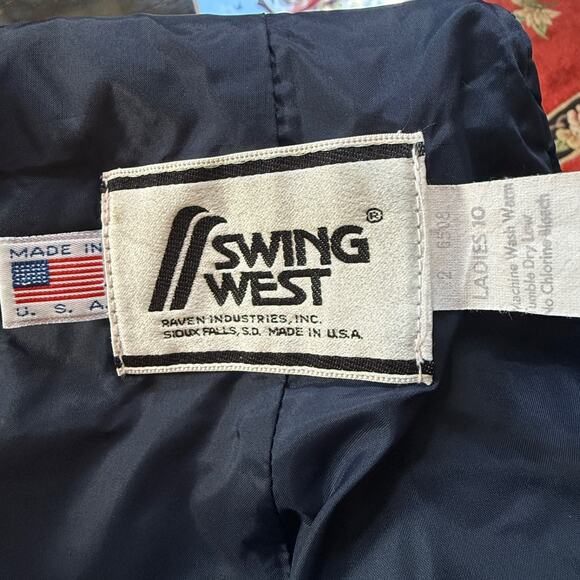 MADE IN
U. S. A.
SWING ®
WEST
RAVEN INDUSTRIES, INC.
SIOUX FALLS, S.D. MADE IN U.S.A.
LADIES 10
Machine Wash Warm
Tumble Dry, Low
No Chlorine Bleach